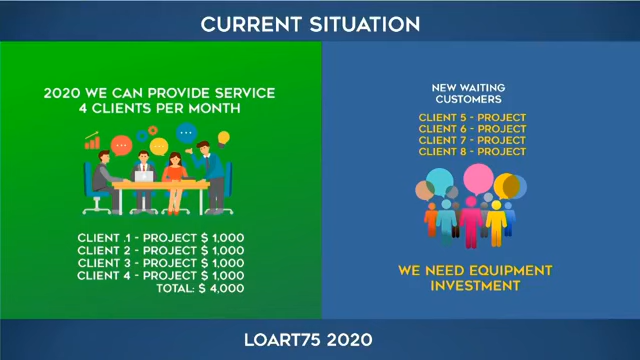 CURRENT SITUATION
2020 WE CAN PROVIDE SERVICE
4 CLIENTS PER MONTH
CLIENT .1 - PROJECT $ 1,000
CLIENT 2 - PROJECT $ 1,000
CLIENT 3 - PROJECT $ 1,000
CLIENT 4 - PROJECT $ 1,000
TOTAL: $ 4,000
NEW WAITING
CUSTOMERS
CLIENT 5 - PROJECT
CLIENT 6 - PROJECT
CLIENT 7 - PROJECT
CLIENT 8 - PROJECT
WE NEED EQUIPMENT
INVESTMENT
LOART75 2020